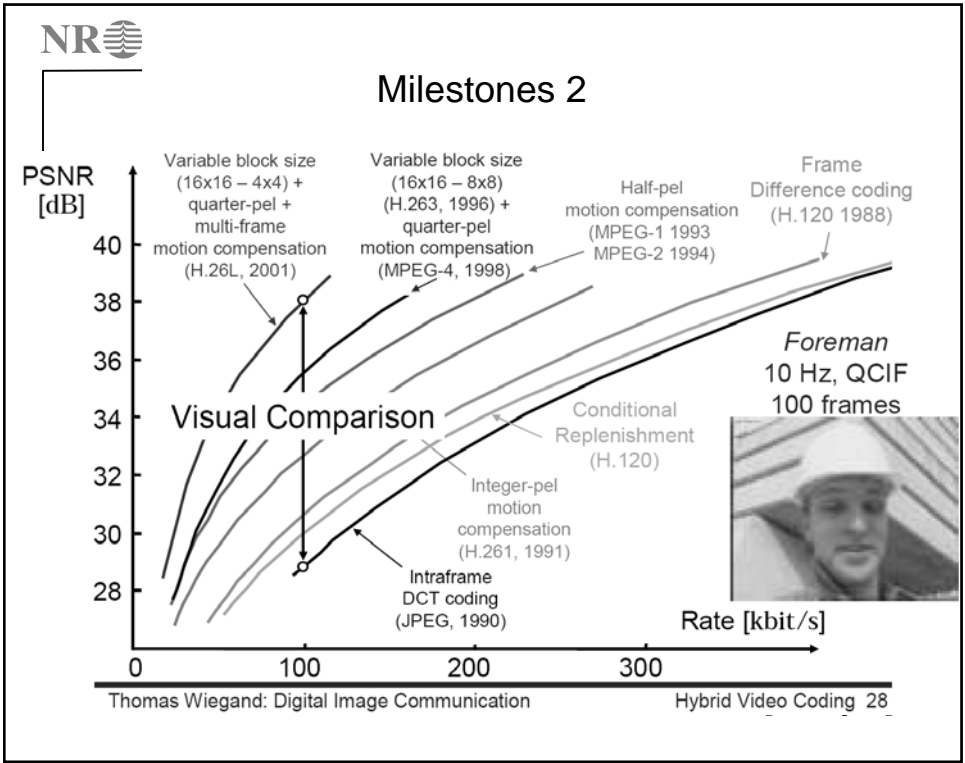 NR
Milestones 2
PSNR
[dB]
Variable block size
(16x16 – 4x4) +
quarter-pel +
multi-frame
motion compensation
(H.26L, 2001)
Variable block size
(16x16 – 8x8)
(H.263, 1996) +
quarter-pel
motion compensation
(MPEG-4, 1998)
Half-pel
motion compensation
(MPEG-1 1993
MPEG-2 1994)
Frame
Difference coding
(H.120 1988)
40
38
36
34
32
30
28
Visual Comparison
Foreman
10 Hz, QCIF
100 frames
Conditional
Replenishment
(H.120)
Integer-pel
motion
compensation
(H.261, 1991)
Intraframe
DCT coding
(JPEG, 1990)
Rate [kbit/s]
0
100
200
300
Thomas Wiegand: Digital Image Communication
Hybrid Video Coding 28